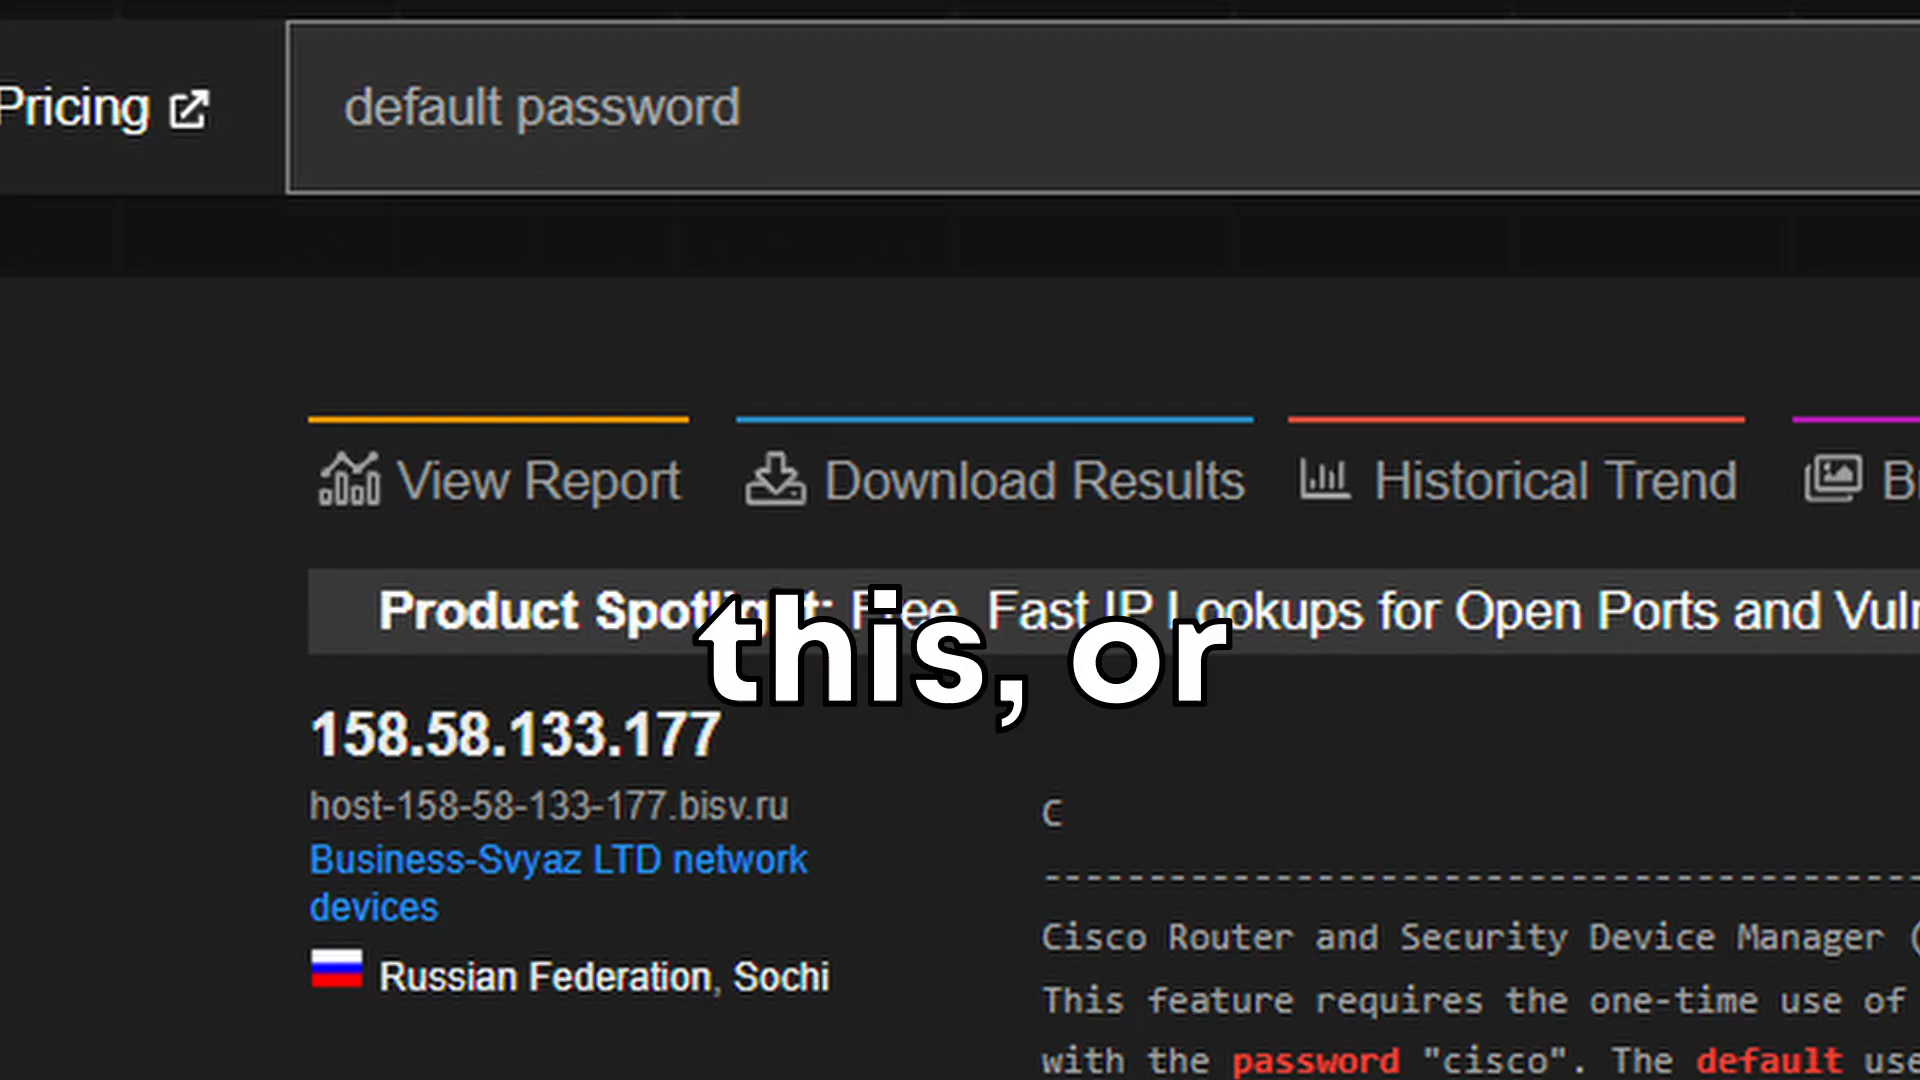 Pricing
default password
View Report
Download Results
Historical Trend
Product Spotlight: Free, Fast IP Lookups for Open Ports and
this, or
158.58.133.177
host-158-58-133-177.bisv.ru
Business-Svyaz LTD network
devices
Russian Federation, Sochi
C
--------------------------------------------------
Cisco Router and Security Device Manager (
This feature requires the one-time use of
with the password "cisco". The default